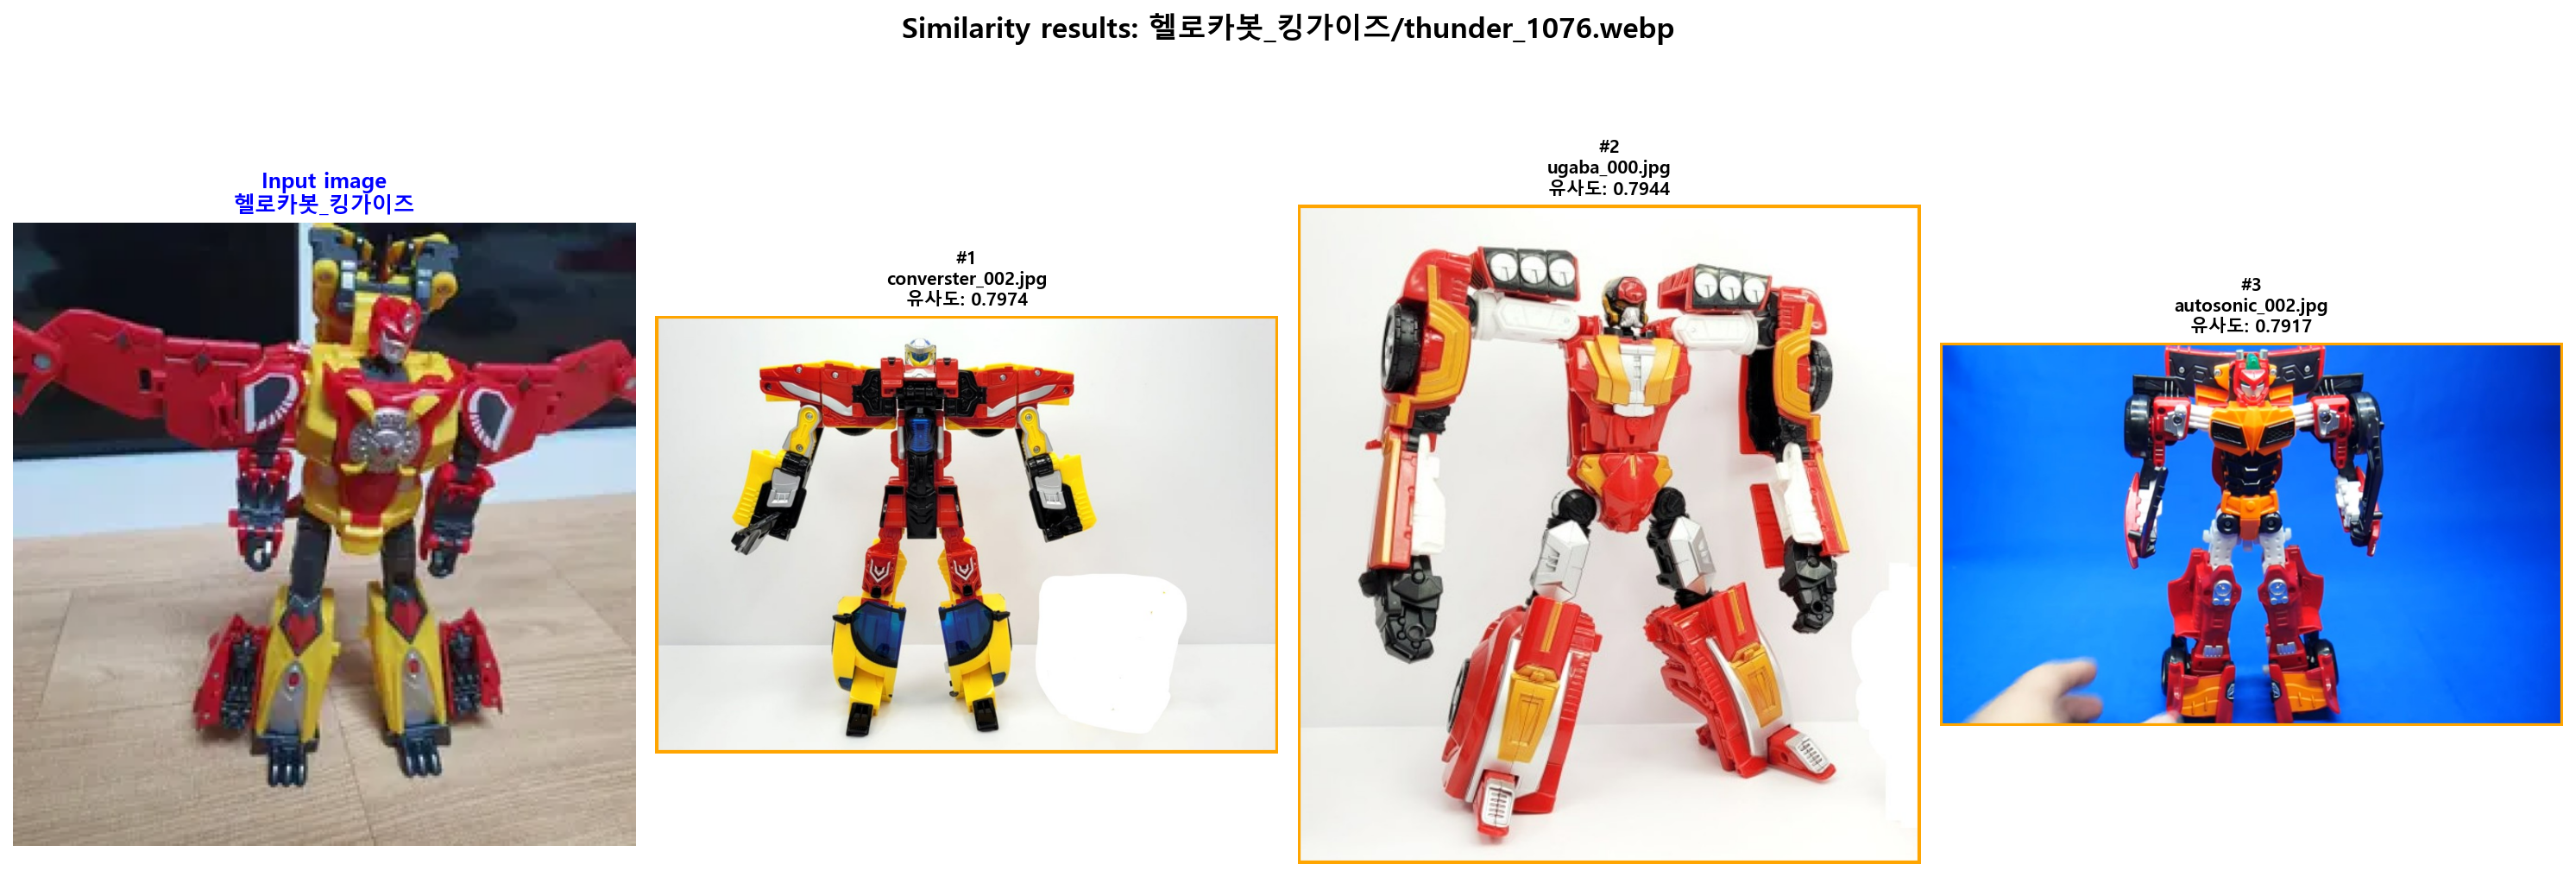 Similarity results: 헬로카봇_킹가이즈/thunder_1076.webp
Input image
헬로카봇_킹가이즈
#1
converster_002.jpg
유사도: 0.7974
#2
ugaba_000.jpg
유사도: 0.7944
#3
autosonic_002.jpg
유사도: 0.7917